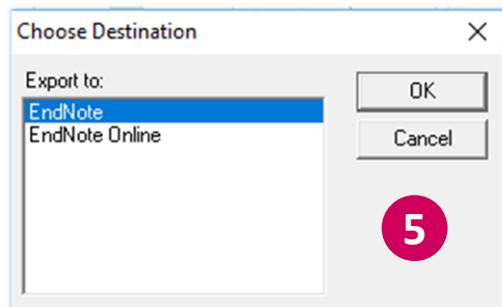 Choose Destination
Export to:
EndNote
EndNote Online
OK
Cancel
5